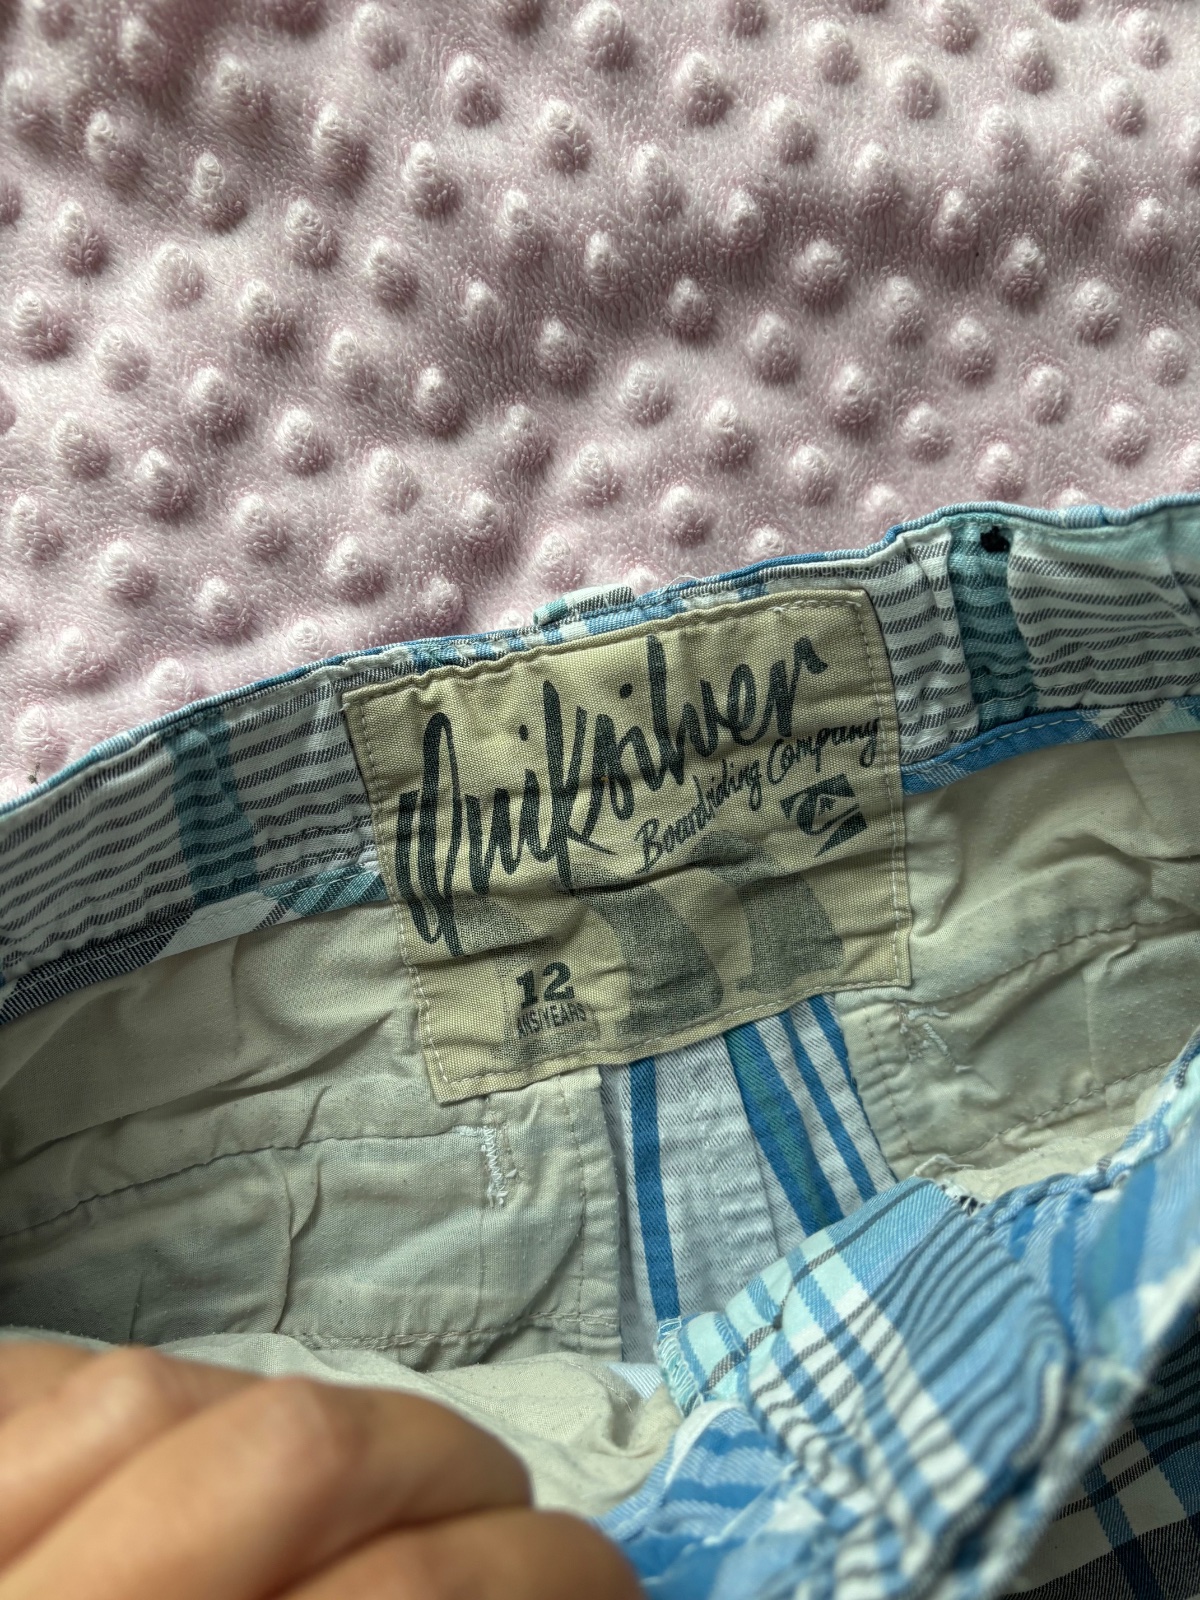 Quiksilver
Boardriding Company
12
ANS/YEARS